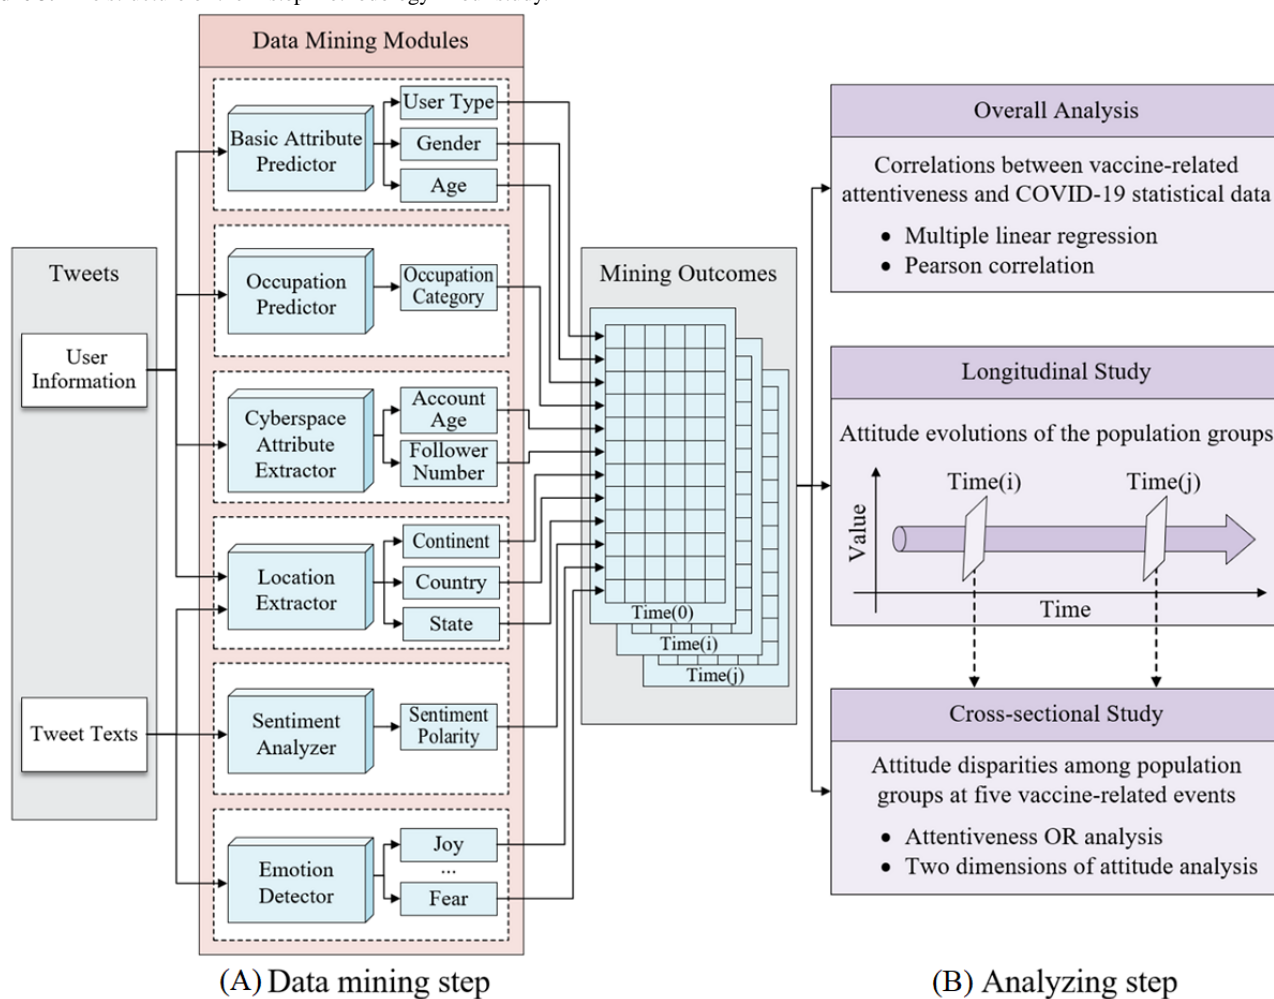 Data Mining Modules
User Type
Basic Attribute
Predictor
Gender
Age
Tweets
User
Information
Tweet Texts
Occupation
Predictor
Occupation
Category
Cyberspace
Attribute
Extractor
Account
Age
Follower
Number
Location
Extractor
Continent
Country
State
Sentiment
Analyzer
Sentiment
Polarity
Emotion
Detector
Joy
...
Fear
Mining Outcomes
Time(0)
Time(i)
Time(j)
Overall Analysis
Correlations between vaccine-related
attentiveness and COVID-19 statistical data
• Multiple linear regression
• Pearson correlation
Longitudinal Study
Attitude evolutions of the population groups
Time(i)
Time(j)
Value
Time
Cross-sectional Study
Attitude disparities among population
groups at five vaccine-related events
• Attentiveness OR analysis
• Two dimensions of attitude analysis
(A) Data mining step
(B) Analyzing step